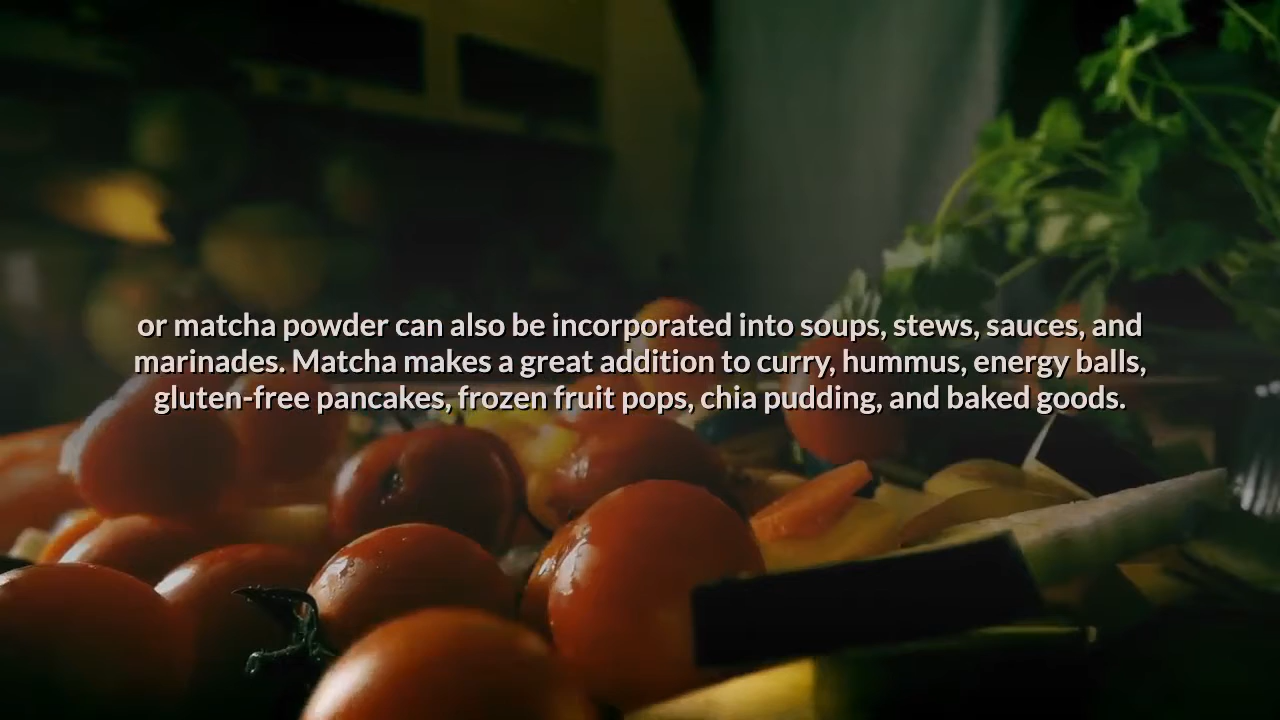 or matcha powder can also be incorporated into soups, stews, sauces, and
marinades. Matcha makes a great addition to curry, hummus, energy balls,
gluten-free pancakes, frozen fruit pops, chia pudding, and baked goods.